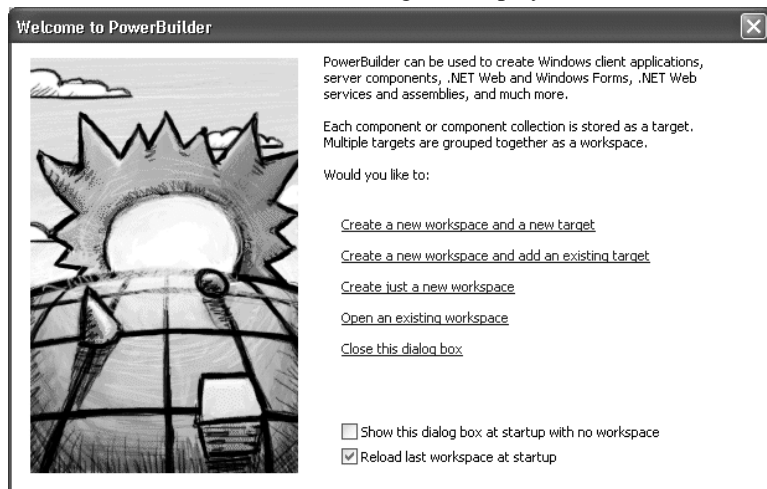 Welcome to PowerBuilder
PowerBuilder can be used to create Windows client applications,
server components, .NET Web and Windows Forms, .NET Web
services and assemblies, and much more.
Each component or component collection is stored as a target.
Multiple targets are grouped together as a workspace.
Would you like to:
Create a new workspace and a new target
Create a new workspace and add an existing target
Create just a new workspace
Open an existing workspace
Close this dialog box
Show this dialog box at startup with no workspace
Reload last workspace at startup